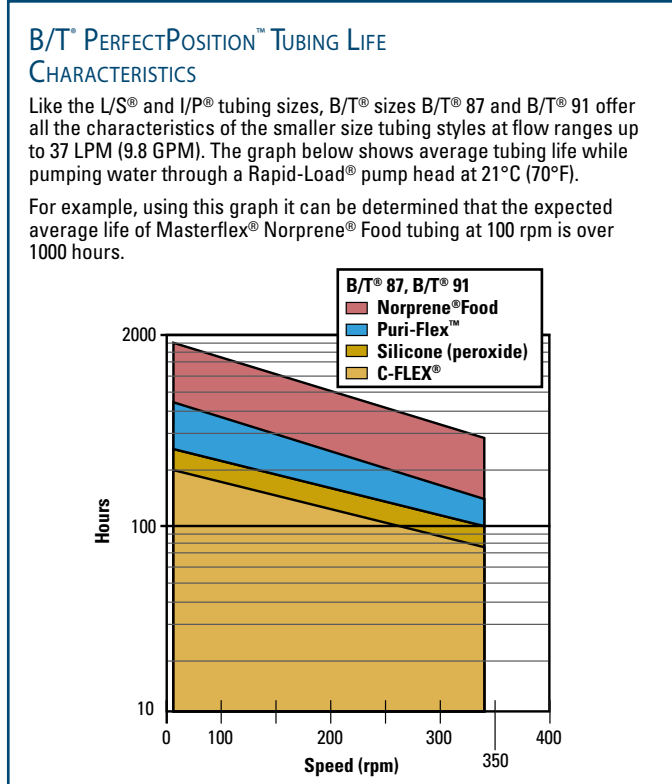 B/T® PERFECTPOSITION™ TUBING LIFE
CHARACTERISTICS
Like the L/S® and I/P® tubing sizes, B/T® sizes B/T® 87 and B/T® 91 offer
all the characteristics of the smaller size tubing styles at flow ranges up
to 37 LPM (9.8 GPM). The graph below shows average tubing life while
pumping water through a Rapid-Load® pump head at 21°C (70°F).
For example, using this graph it can be determined that the expected
average life of Masterflex® Norprene® Food tubing at 100 rpm is over
1000 hours.
B/T® 87, B/T® 91
Norprene®Food
Puri-Flex™
Silicone (peroxide)
C-FLEX®
2000
100
10
Hours
0 100 200 300 400
350
Speed (rpm)